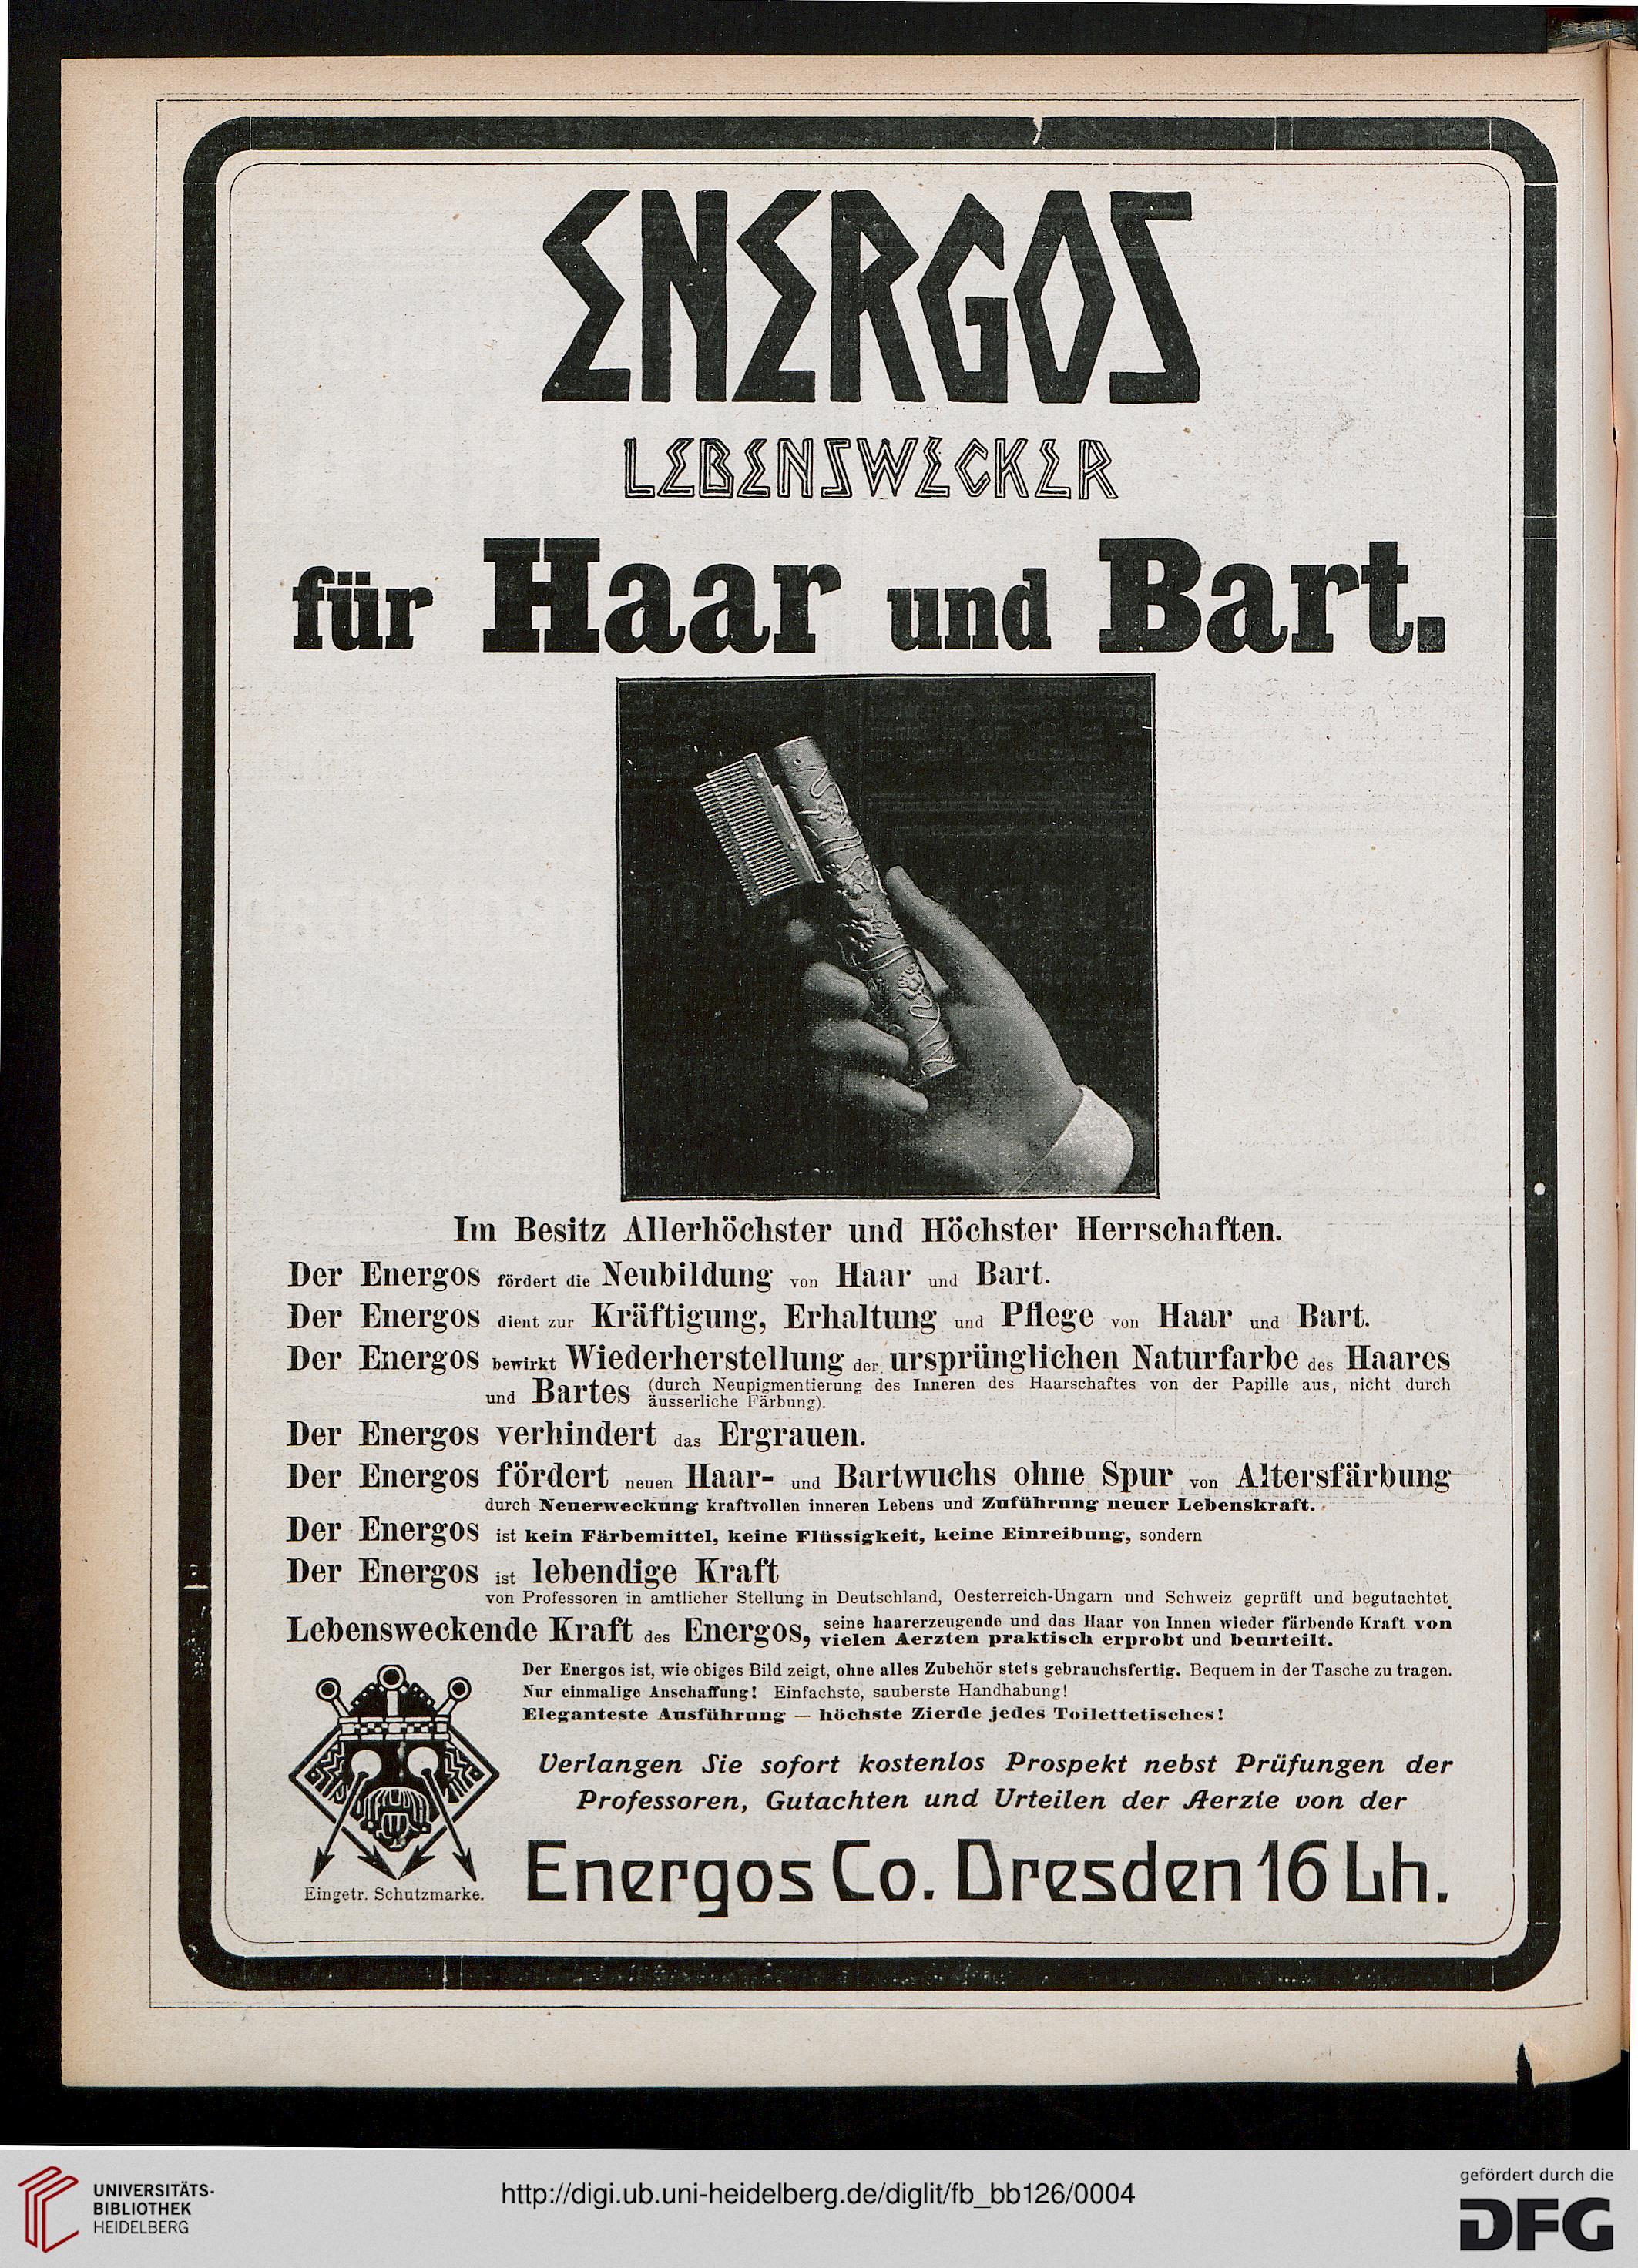 ENERGOS
LEBENSWECKER
für Haar und Bart.
Im Besitz Allerhöchster und Höchster Herrschaften.
Der Energos fördert die Neubildung von Haar und Bart.
Der Energos dient zur Kräftigung, Erhaltung und Pflege von Haar und Bart.
Der Energos bewirkt Wiederherstellung der ursprünglichen Naturfarbe des Haares
und Bartes (durch Neupigmentierung des Inneren des Haarschaftes von der Papille aus, nicht durch
äusserliche Färbung).
Der Energos verhindert das Ergrauen.
Der Energos fördert neuen Haar- und Bartwuchs ohne Spur von Altersfärbung
durch Neuerweckung kraftvollen inneren Lebens und Zuführung neuer Lebenskraft.
Der Energos ist kein Färbemittel, keine Flüssigkeit, keine Einreibung, sondern
Der Energos ist lebendige Kraft
von Professoren in amtlicher Stellung in Deutschland, Oesterreich-Ungarn und Schweiz geprüft und begutachtet.
Lebensweckende Kraft des Energos, seine haarerzeugende und das Haar von Innen wieder färbende Kraft von
vielen Aerzten praktisch erprobt und beurteilt.
Der Energos ist, wie obiges Bild zeigt, ohne alles Zubehör stets gebrauchsfertig. Bequem in der Tasche zu tragen.
Nur einmalige Anschaffung! Einfachste, sauberste Handhabung!
Eleganteste Ausführung — höchste Zierde jedes Toilettetisches!
Verlangen Sie sofort kostenlos Prospekt nebst Prüfungen der
Professoren, Gutachten und Urteilen der Aerzte von der
Energos Co. Dresden 16 Lh.
Eingetr. Schutzmarke.
UNIVERSITÄTS-
BIBLIOTHEK
HEIDELBERG
http://digi.ub.uni-heidelberg.de/diglit/fb_bb126/0004
gefördert durch die
DFG